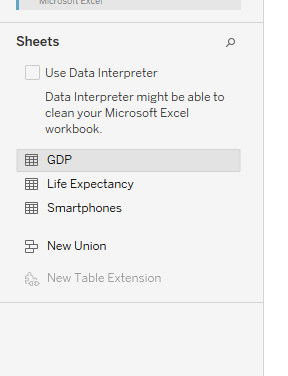 Microsoft Excel
Sheets
Use Data Interpreter
Data Interpreter might be able to
clean your Microsoft Excel
workbook.
GDP
Life Expectancy
Smartphones
New Union
New Table Extension